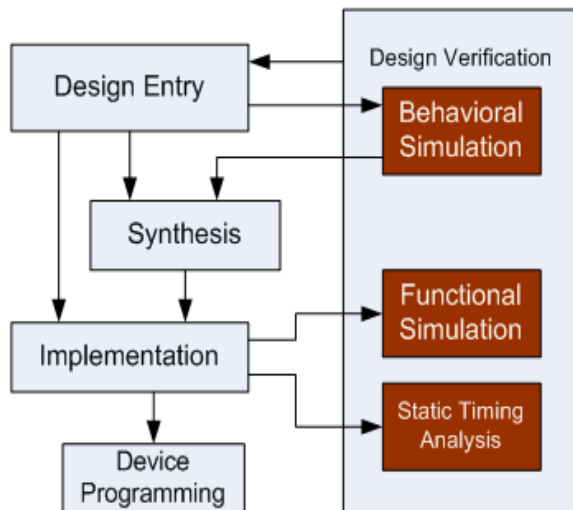 Design Entry
Design Verification
Behavioral
Simulation
Synthesis
Functional
Simulation
Implementation
Static Timing
Analysis
Device
Programming